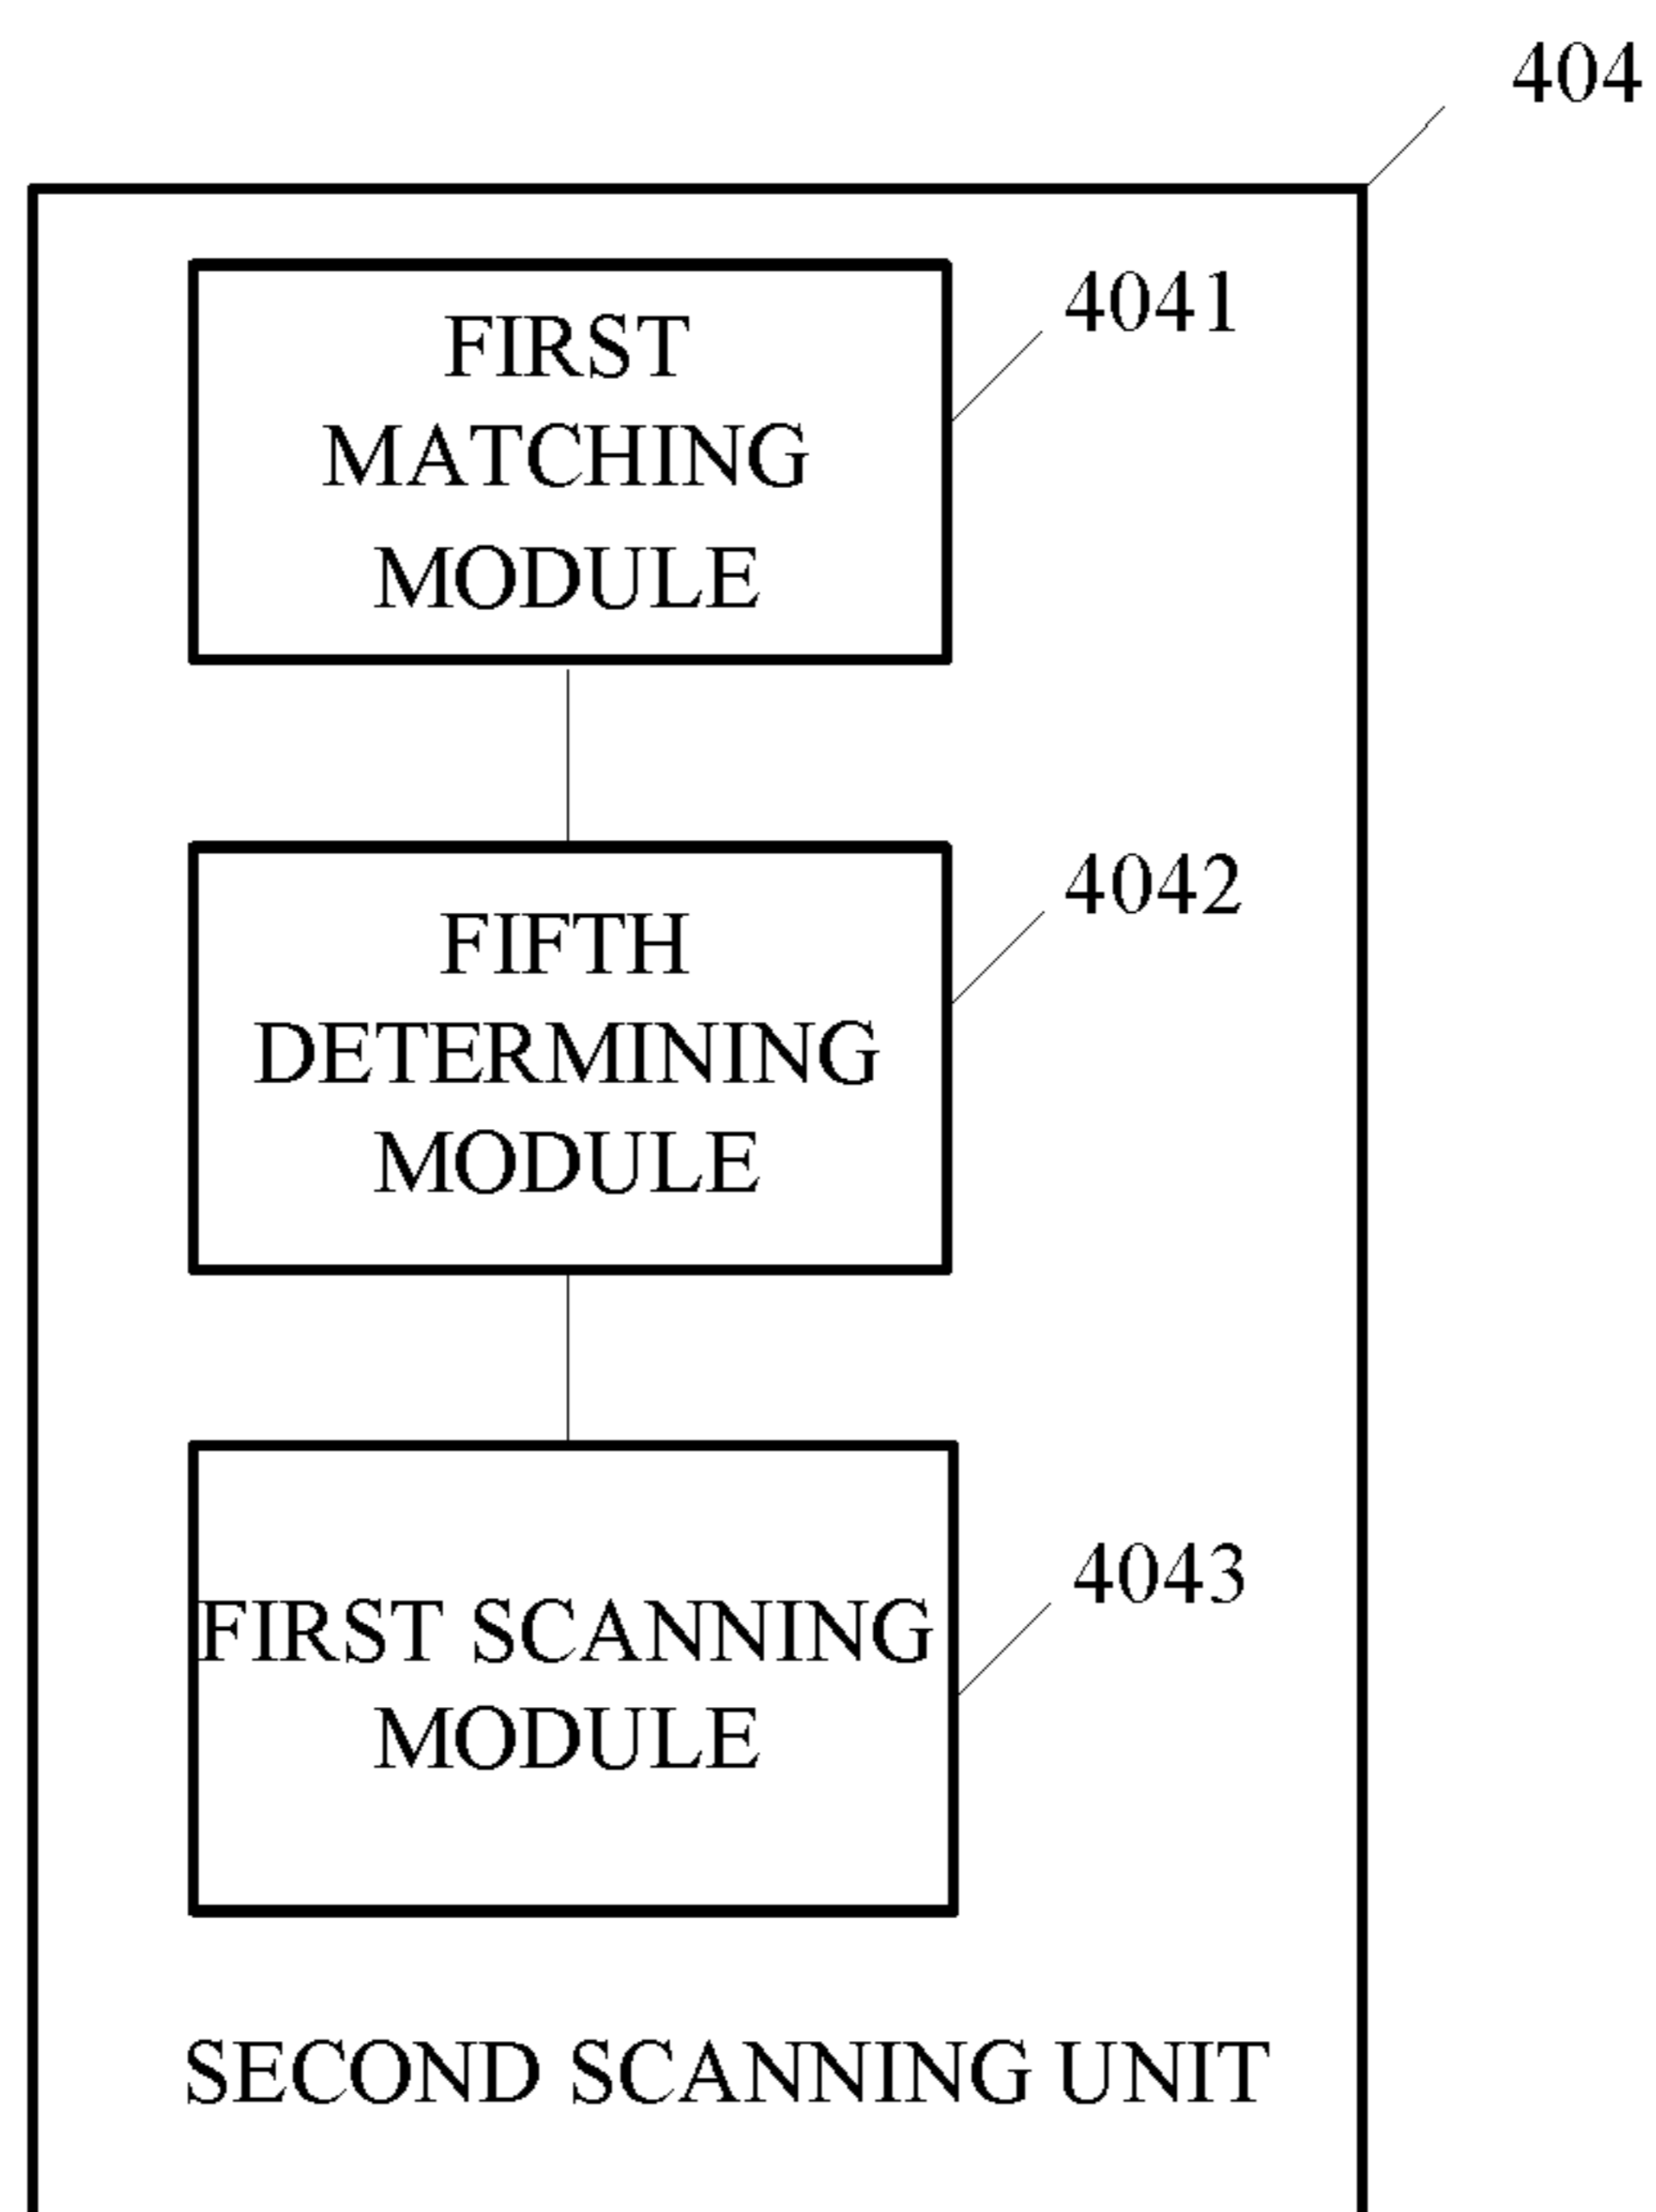 404
4041
FIRST
MATCHING
MODULE
4042
FIFTH
DETERMINING
MODULE
4043
FIRST SCANNING
MODULE
SECOND SCANNING UNIT